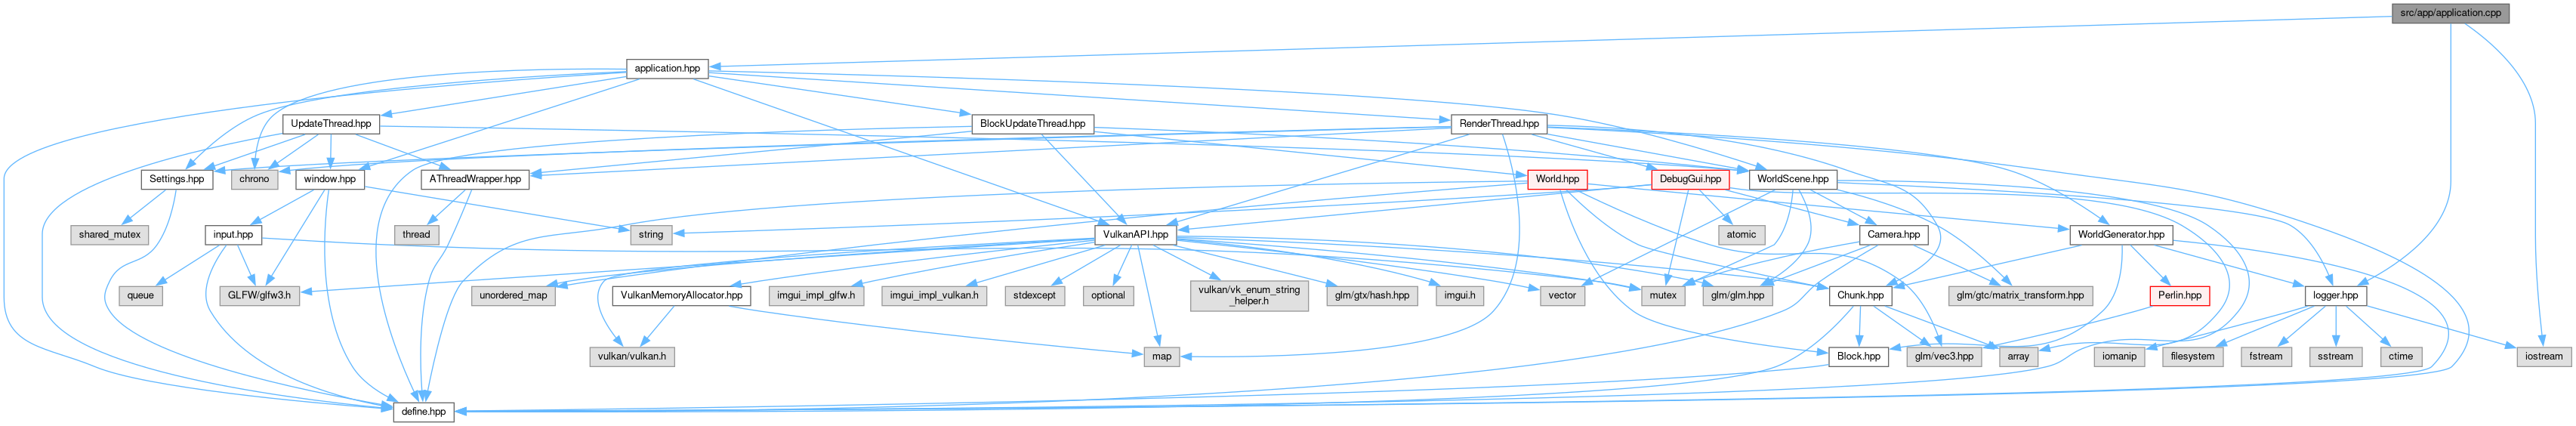 src/app/application.cpp
application.hpp
UpdateThread.hpp
BlockUpdateThread.hpp
RenderThread.hpp
Settings.hpp
chrono
window.hpp
AThreadWrapper.hpp
World.hpp
DebugGui.hpp
WorldScene.hpp
shared_mutex
input.hpp
thread
string
VulkanAPI.hpp
atomic
Camera.hpp
WorldGenerator.hpp
queue
GLFW/glfw3.h
unordered_map
VulkanMemoryAllocator.hpp
imgui_impl_glfw.h
imgui_impl_vulkan.h
stdexcept
optional
vulkan/vk_enum_string
_helper.h
glm/gtx/hash.hpp
imgui.h
vector
mutex
glm/glm.hpp
Chunk.hpp
glm/gtc/matrix_transform.hpp
Perlin.hpp
logger.hpp
vulkan/vulkan.h
map
Block.hpp
glm/vec3.hpp
array
iomanip
filesystem
fstream
sstream
ctime
iostream
define.hpp